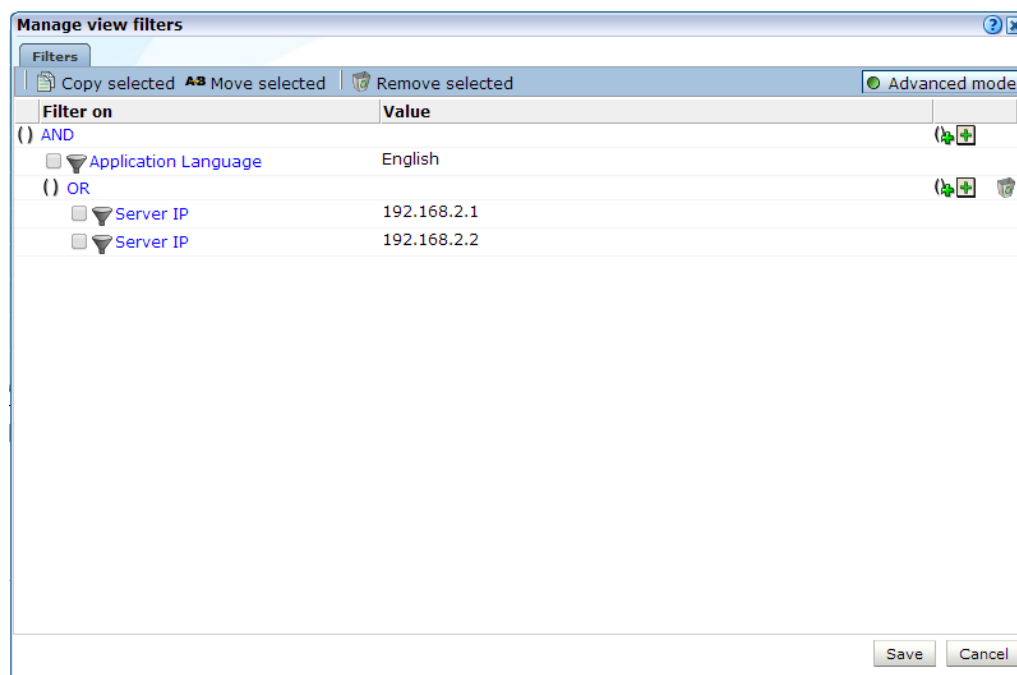 Manage view filters
Filters
Copy selected A-B Move selected Remove selected Advanced mode
Filter on Value
() AND
Application Language English
() OR
Server IP 192.168.2.1
Server IP 192.168.2.2
Save Cancel